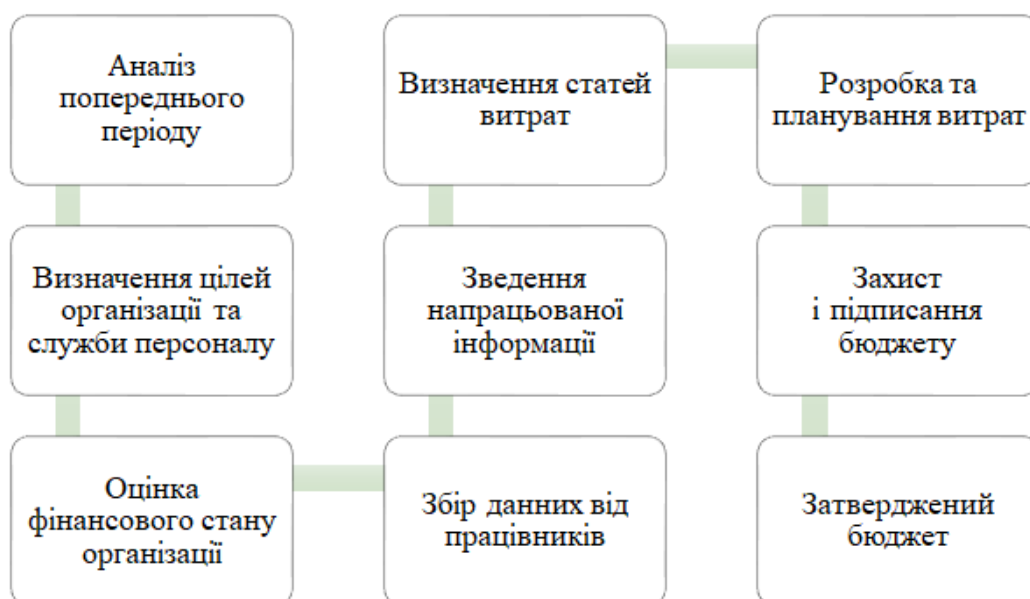 Аналіз
попереднього
періоду
Визначення цілей
організації та
служби персоналу
Оцінка
фінансового стану
організації
Збір данних від
працівників
Зведення
напрацьованої
інформації
Визначення статей
витрат
Розробка та
планування витрат
Захист
і підписання
бюджету
Затверджений
бюджет